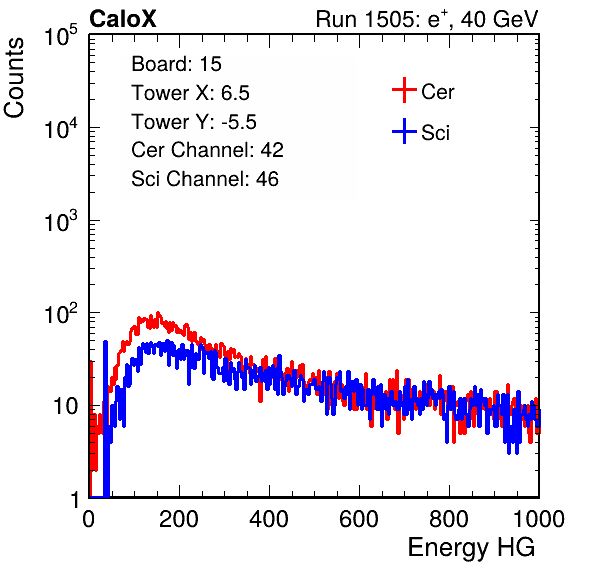 CaloX
Run 1505: e+, 40 GeV
Counts
10^5
10^4
10^3
10^2
10
1
Board: 15
Tower X: 6.5
Tower Y: -5.5
Cer Channel: 42
Sci Channel: 46
Cer
Sci
0 200 400 600 800 1000
Energy HG